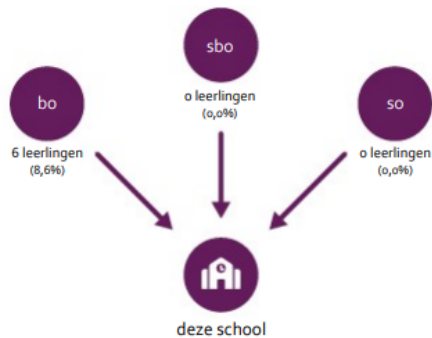 sbo
0 leerlingen
(0,0%)
bo
6 leerlingen
(8,6%)
so
0 leerlingen
(0,0%)
deze school